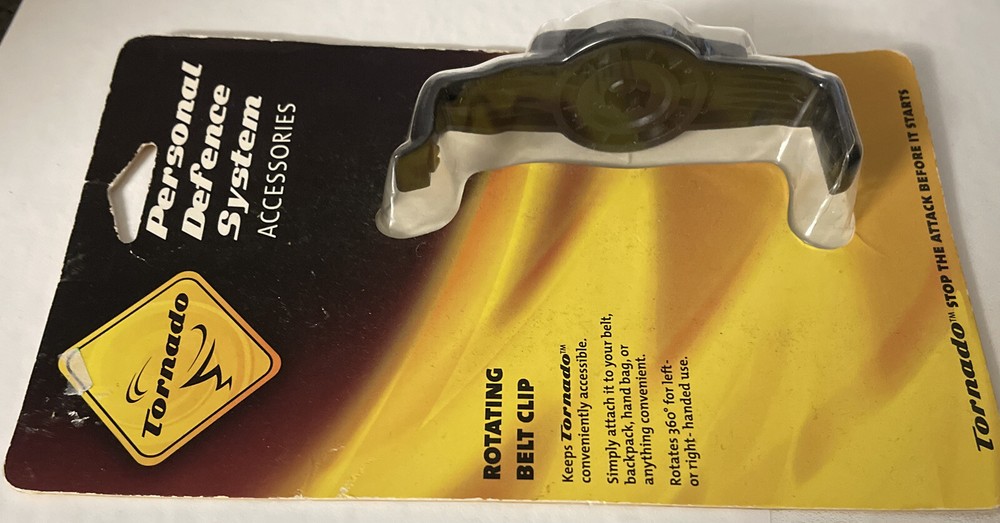 Personal
Defence
System
ACCESSORIES
Tornado
ROTATING
BELT CLIP
Keeps Tornado™
conveniently accessible.
Simply attach it to your belt,
backpack, hand bag, or
anything convenient.
Rotates 360° for left-
or right- handed use.
Tornado™ STOP THE ATTACK BEFORE IT STARTS